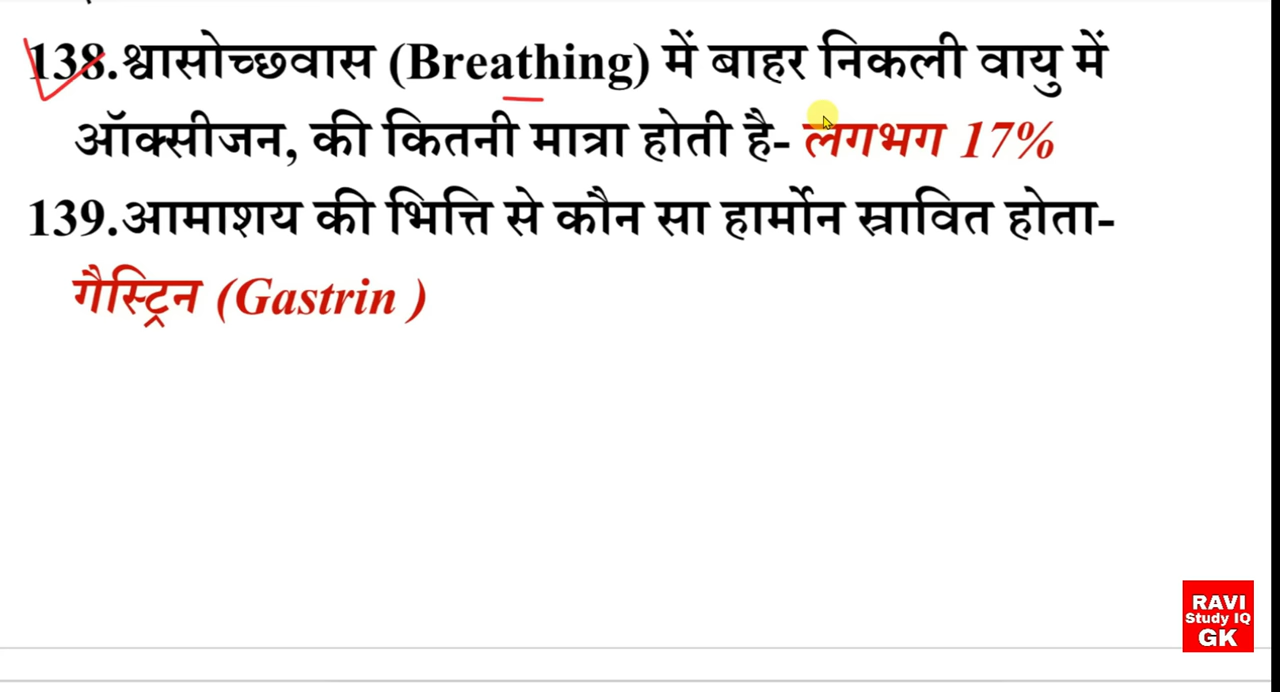 138.श्वासोच्छवास (Breathing) में बाहर निकली वायु में
ऑक्सीजन, की कितनी मात्रा होती है- लगभग 17%
139.आमाशय की भित्ति से कौन सा हार्मोन स्रावित होता-
गैस्ट्रिन (Gastrin )
RAVI
Study IQ
GK